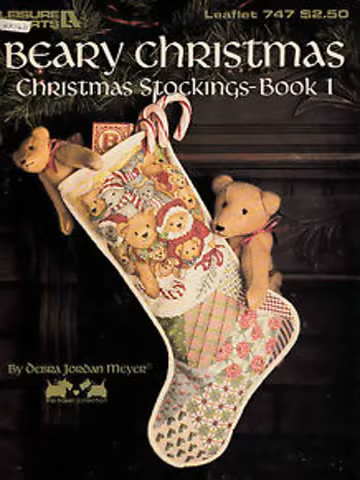 LEISURE ARTS
Leaflet 747 $2.50
BEARY CHRISTMAS
Christmas Stockings-Book 1
B
By Debra Jordan Meyer®